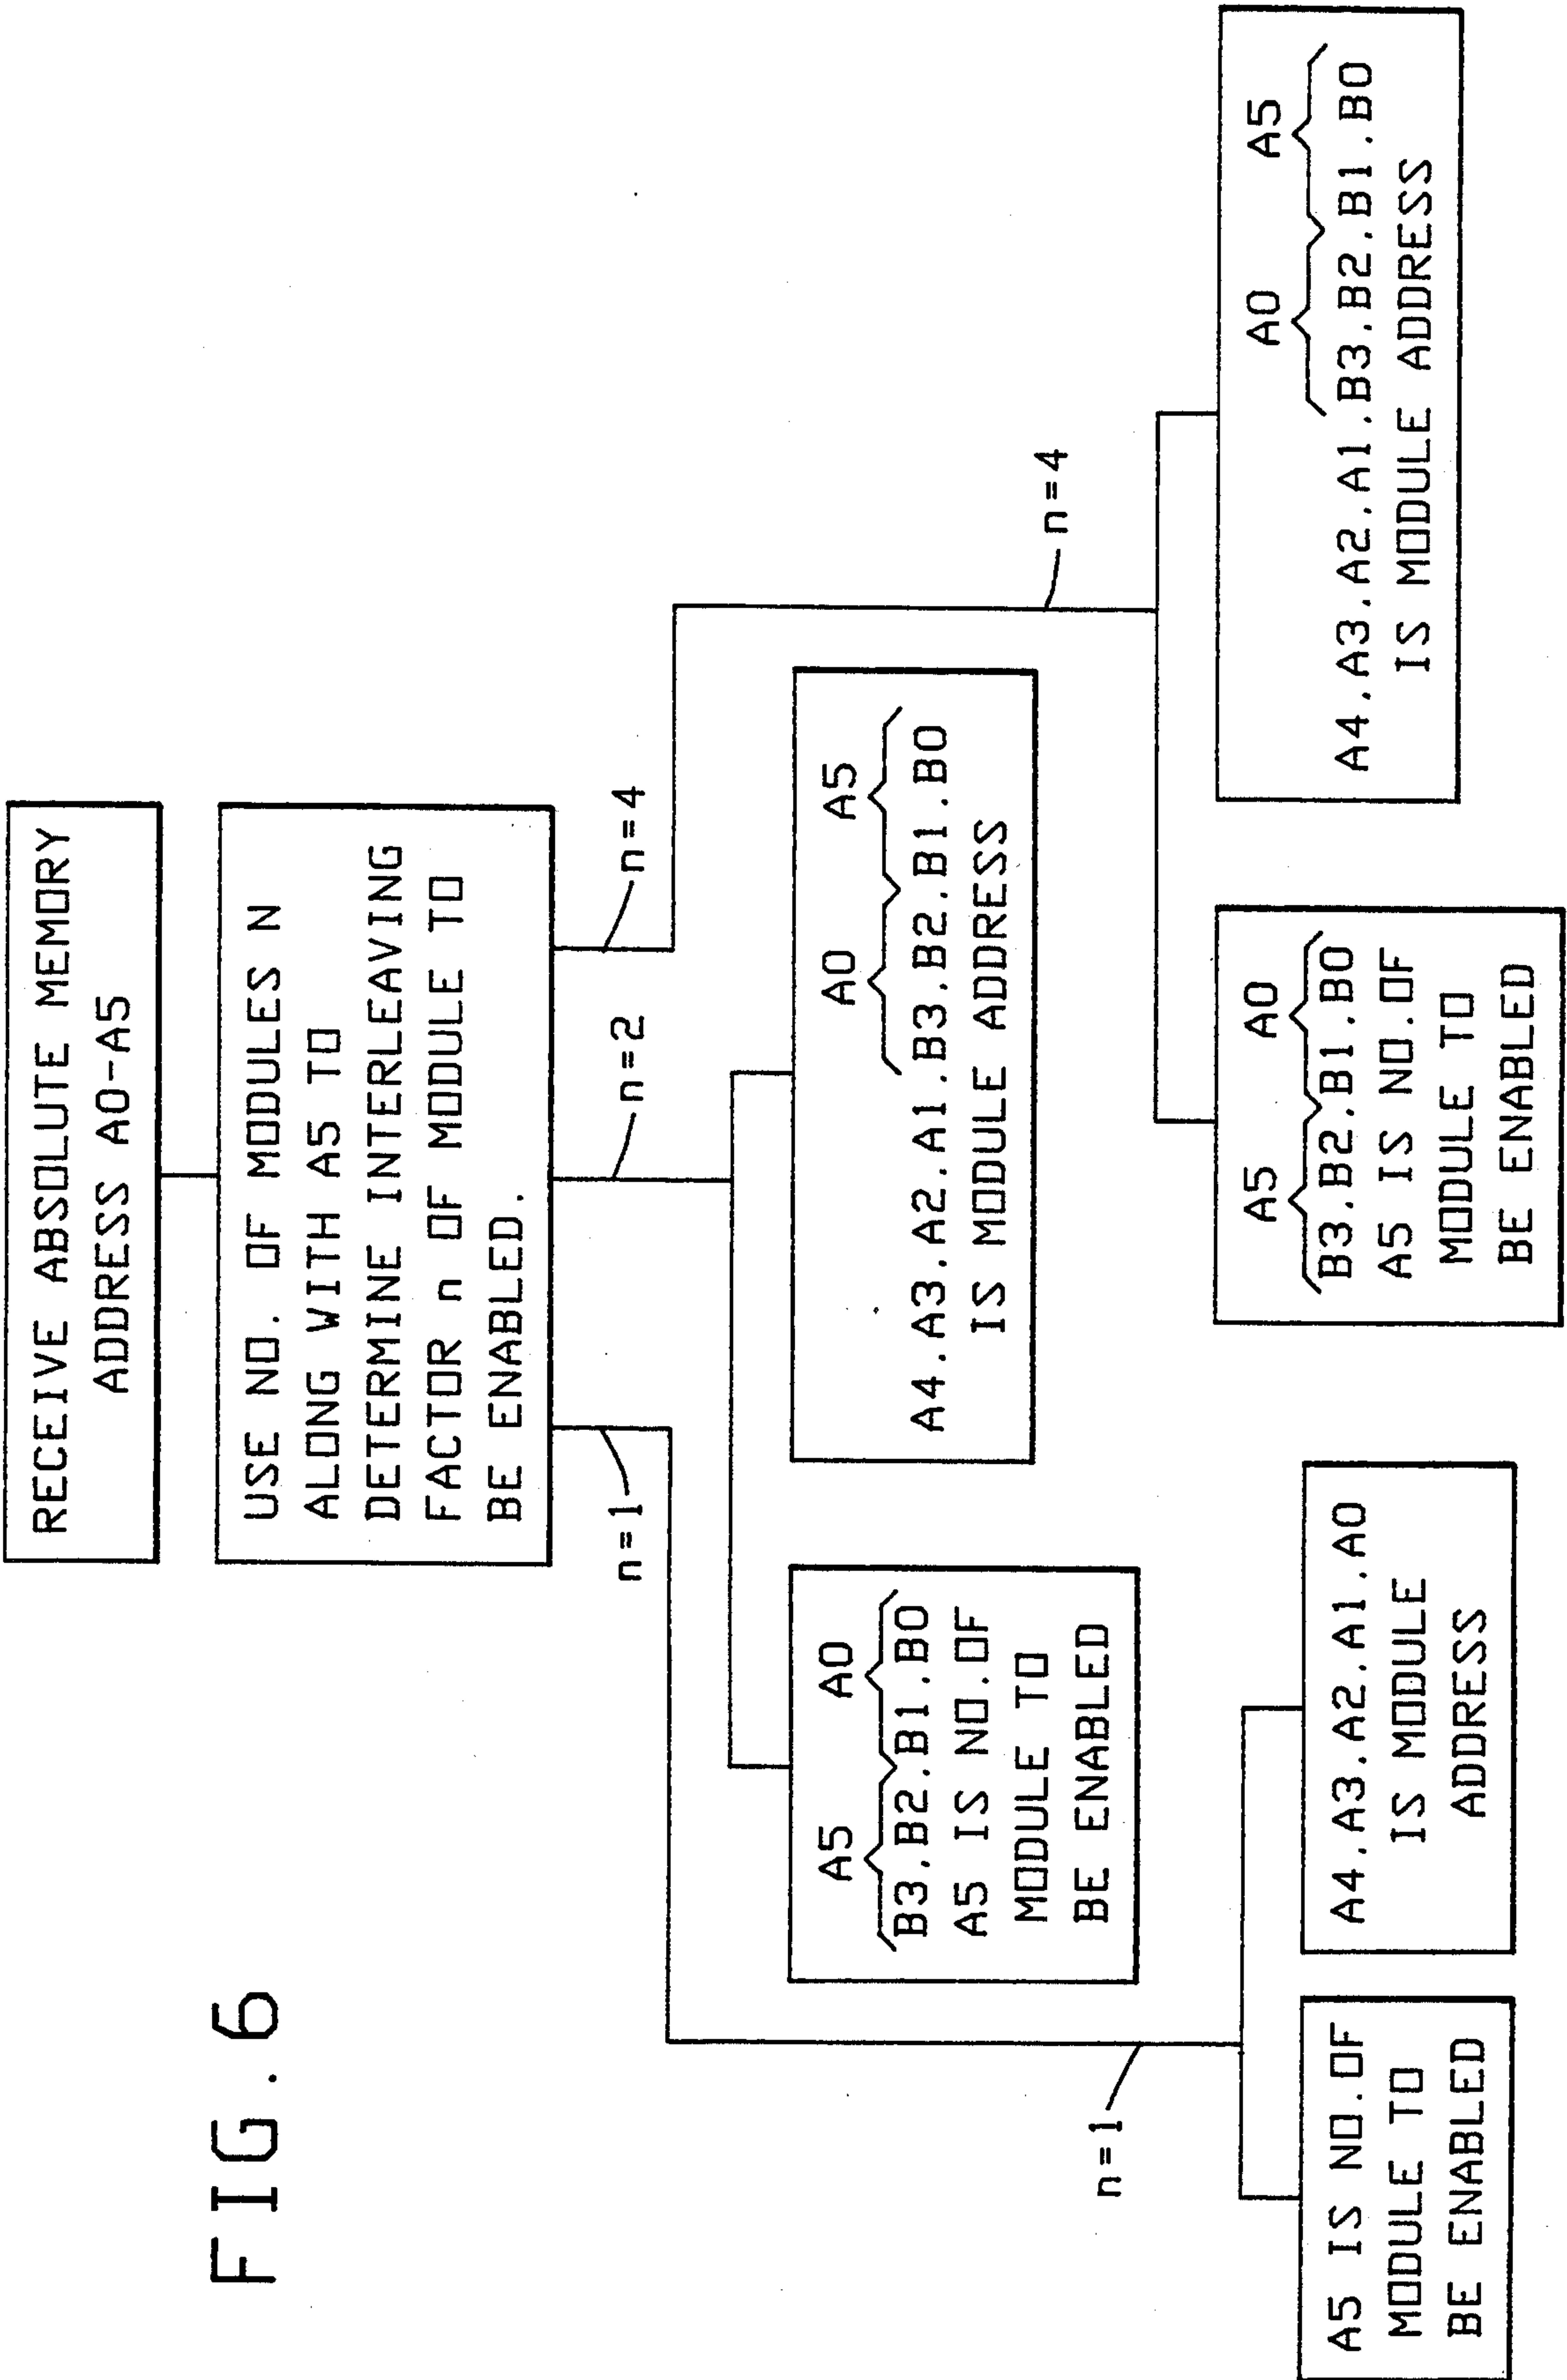 FIG. 6
RECEIVE ABSOLUTE MEMORY
ADDRESS A0-A5
USE NO. OF MODULES N
ALONG WITH A5 TO
DETERMINE INTERLEAVING
FACTOR n OF MODULE TO
BE ENABLED.
n=1
n=2
n=4
A5 A0
B3.B2.B1.B0
A5 IS NO.OF
MODULE TO
BE ENABLED
A0 A5
A4.A3.A2.A1.B3.B2.B1.B0
IS MODULE ADDRESS
n=1
n=4
A5 IS NO.OF
MODULE TO
BE ENABLED
A4.A3.A2.A1.A0
IS MODULE
ADDRESS
A5 A0
B3.B2.B1.B0
A5 IS NO.OF
MODULE TO
BE ENABLED
A0 A5
A4.A3.A2.A1.B3.B2.B1.B0
IS MODULE ADDRESS